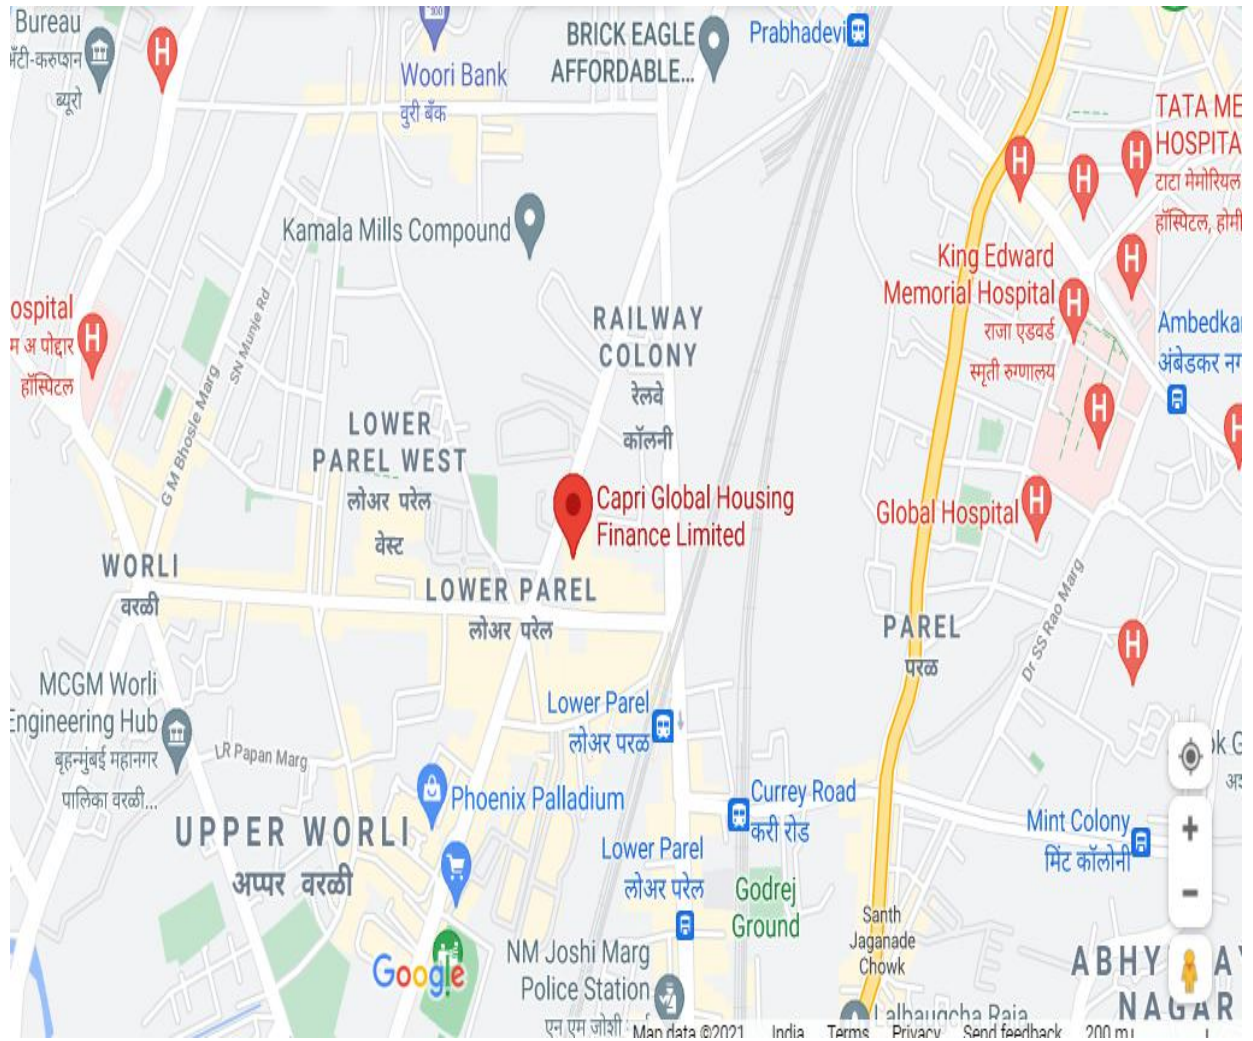 Bureau
ब्यूरो
Woori Bank
वुरी बँक
BRICK EAGLE
AFFORDABLE...
Prabhadevi
H
TATA
HOSPITA
टाटा मेमोरियल
हॉस्पिटल, होमी
H
H
H
Kamala Mills Compound
SN Munje Rd
G M Bhosle Marg
King Edward
Memorial Hospital
राजा एडवर्ड
स्मृती रुग्णालय
H
H
H
ospital
म अ पोद्दार
हॉस्पिटल
H
RAILWAY
COLONY
रेल्वे
कॉलनी
Ambedkar
अंबेडकर नग
H
LOWER
PAREL WEST
लोअर परेल
वेस्ट
Capri Global Housing
Finance Limited
Global Hospital
H
WORLI
वरळी
LOWER PAREL
लोअर परेल
PAREL
परळ
Dr SS Rao Marg
H
MCGM Worli
Engineering Hub
बृहन्मुंबई महानगर
पालिका वरळी...
LR Papan Marg
Lower Parel
लोअर परळ
Phoenix Palladium
Currey Road
करी रोड
Mint Colony
मिंट कॉलोनी
+
−
UPPER WORLI
अप्पर वरळी
Lower Parel
लोअर परेल
Godrej
Ground
Santh
Jaganade
Chowk
Google
NM Joshi Marg
Police Station
एन एम जोशी
Lalbaugcha Raja
NAGAR
Map data ©2021 India Terms Privacy Send feedback 200 m